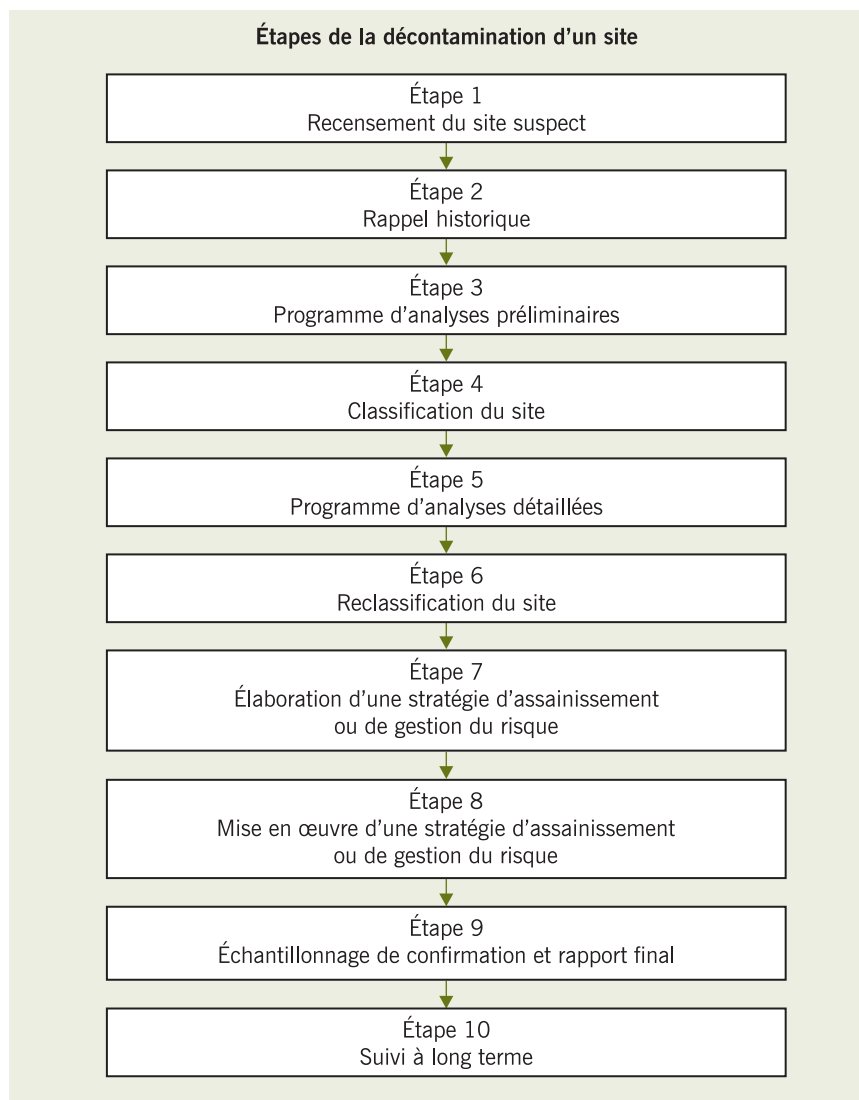 Étapes de la décontamination d’un site
Étape 1
Recensement du site suspect
Étape 2
Rappel historique
Étape 3
Programme d’analyses préliminaires
Étape 4
Classification du site
Étape 5
Programme d’analyses détaillées
Étape 6
Reclassification du site
Étape 7
Élaboration d’une stratégie d’assainissement
ou de gestion du risque
Étape 8
Mise en œuvre d’une stratégie d’assainissement
ou de gestion du risque
Étape 9
Échantillonnage de confirmation et rapport final
Étape 10
Suivi à long terme